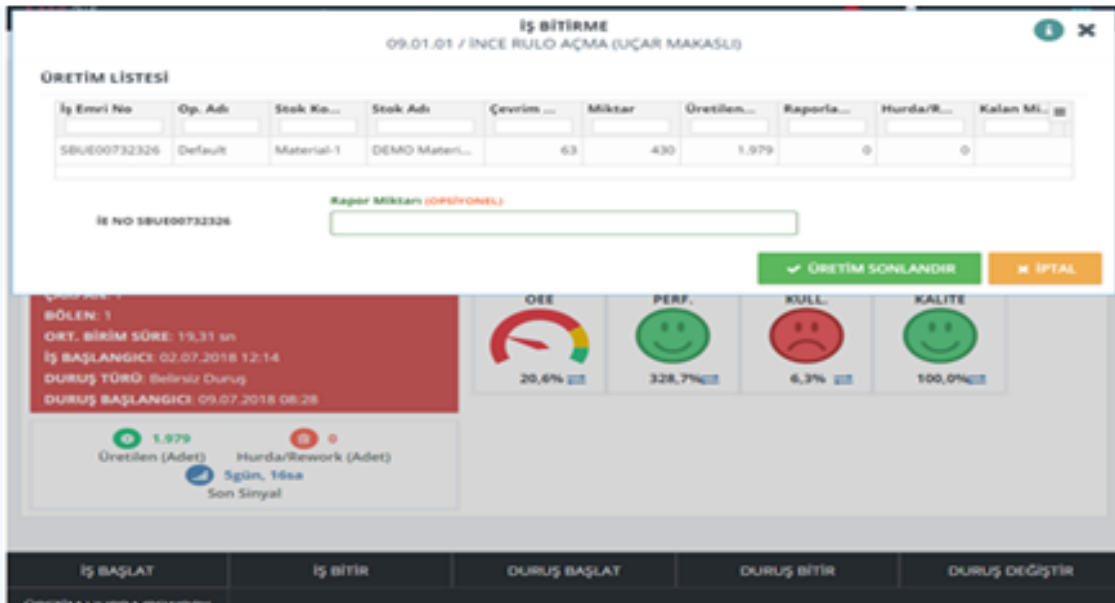 İŞ BİTİRME
09.01.01 / İNCE RULO AÇMA (UÇAR MAKASLI)
ÜRETİM LİSTESİ
İş Emri No Op. Adı Stok Ko... Stok Adı Çevrim ... Miktar Üretilen... Raporla... Hurda/R... Kalan Mi...
SBUE00732326 Default Material-1 DEMO Materi... 63 430 1.979 0 0
Rapor Miktarı (OPSİYONEL)
İE NO SBUE00732326
ÜRETİM SONLANDIR İPTAL
BÖLEN: 1
ORT. BİRİM SÜRE: 19,31 sn
İŞ BAŞLANGICI: 02.07.2018 12:14
DURUŞ TÜRÜ: Belirsiz Duruş
DURUŞ BAŞLANGICI: 09.07.2018 08:28
OEE PERF. KULL. KALİTE
20,6% 328,7% 6,3% 100,0%
1.979 0
Üretilen (Adet) Hurda/Rework (Adet)
5gün, 16sa
Son Sinyal
İŞ BAŞLAT İŞ BİTİR DURUŞ BAŞLAT DURUŞ BİTİR DURUŞ DEĞİŞTİR